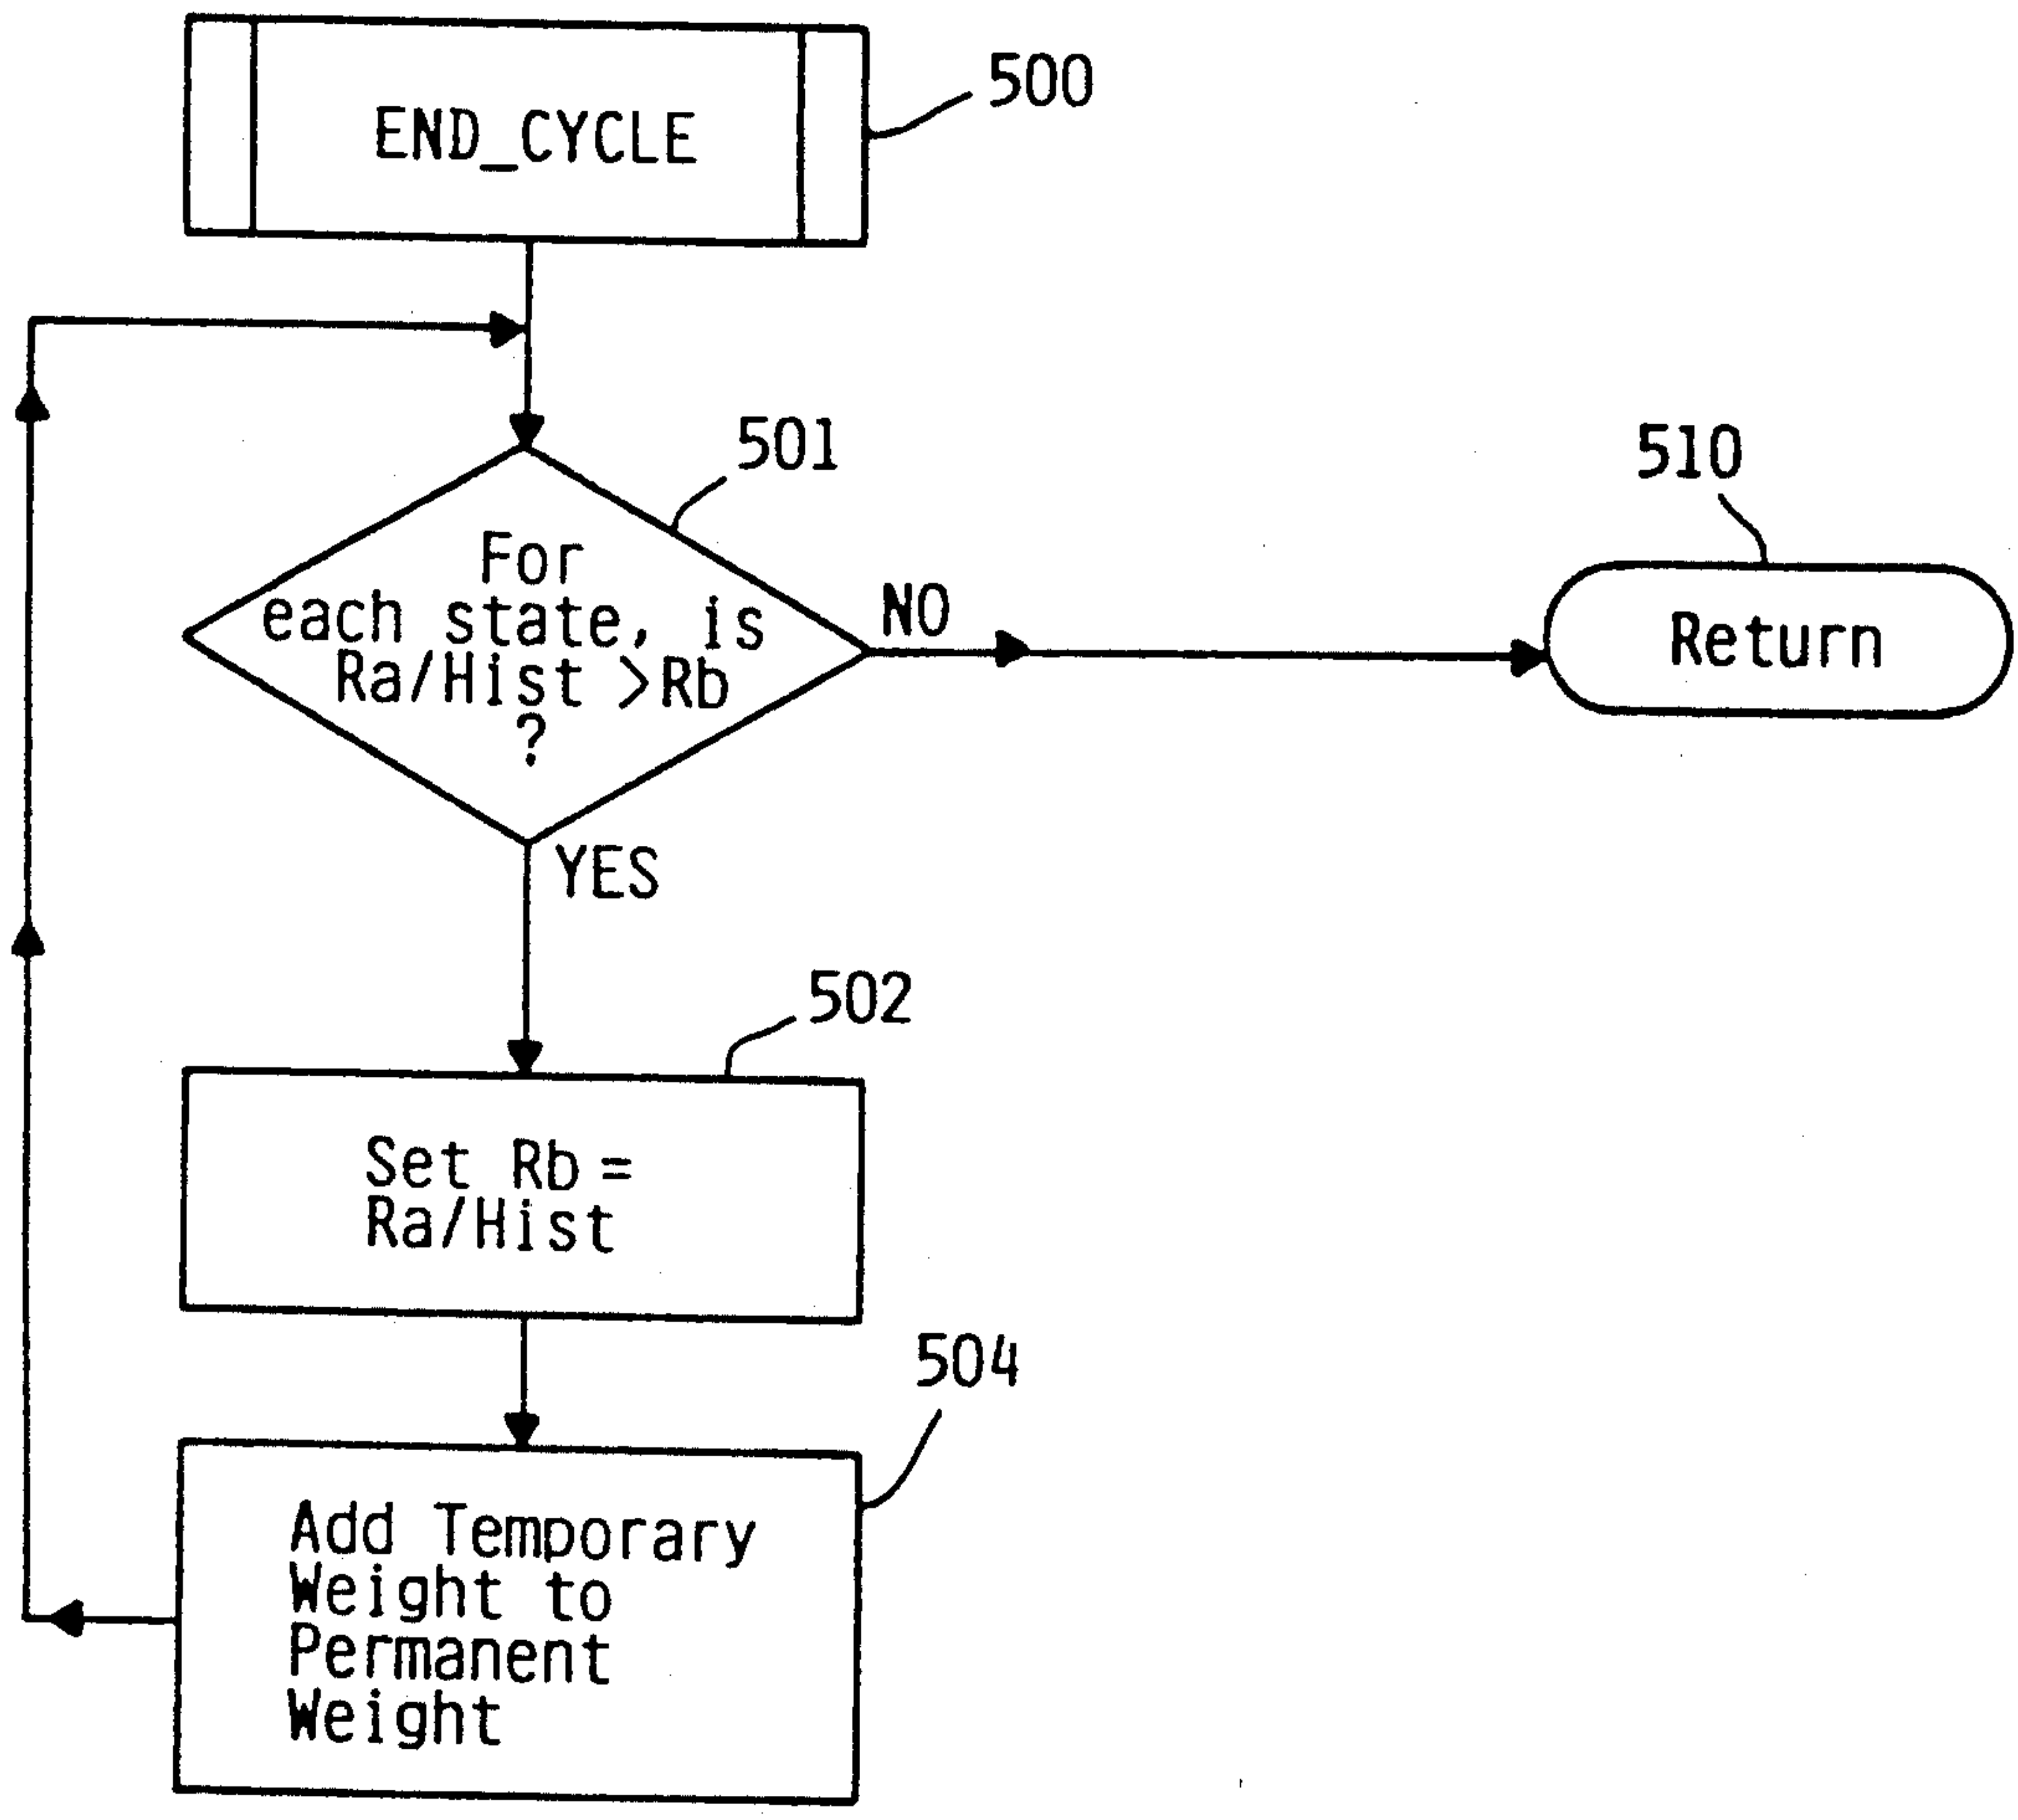 END_CYCLE
500
501
For
each state, is
Ra/Hist >Rb
?
NO
510
Return
YES
502
Set Rb =
Ra/Hist
504
Add Temporary
Weight to
Permanent
Weight